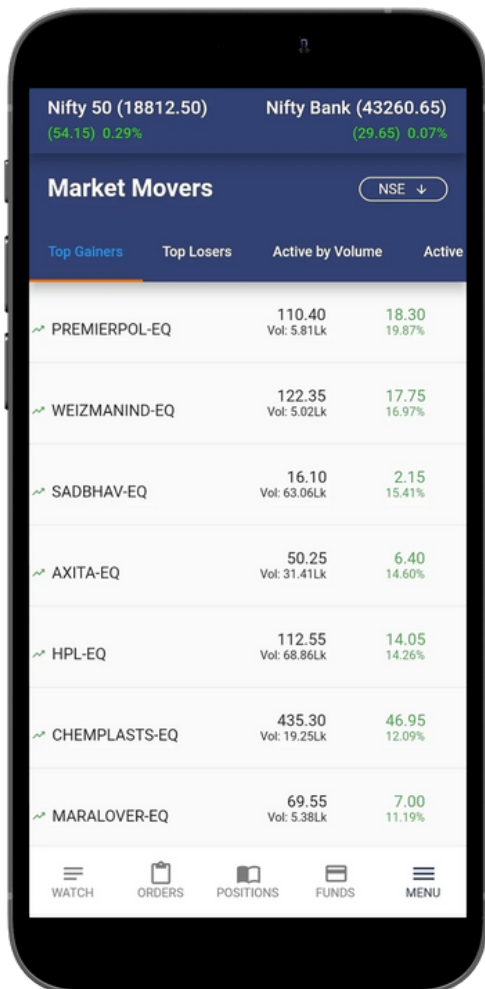 Nifty 50 (18812.50) Nifty Bank (43260.65)
(54.15) 0.29% (29.65) 0.07%
Market Movers NSE ↓
Top Gainers Top Losers Active by Volume Active
PREMIERPOL-EQ 110.40 18.30
Vol: 5.81Lk 19.87%
WEIZMANIND-EQ 122.35 17.75
Vol: 5.02Lk 16.97%
SADBHAV-EQ 16.10 2.15
Vol: 63.06Lk 15.41%
AXITA-EQ 50.25 6.40
Vol: 31.41Lk 14.60%
HPL-EQ 112.55 14.05
Vol: 68.86Lk 14.26%
CHEMPLASTS-EQ 435.30 46.95
Vol: 19.25Lk 12.09%
MARALOVER-EQ 69.55 7.00
Vol: 5.38Lk 11.19%
WATCH ORDERS POSITIONS FUNDS MENU